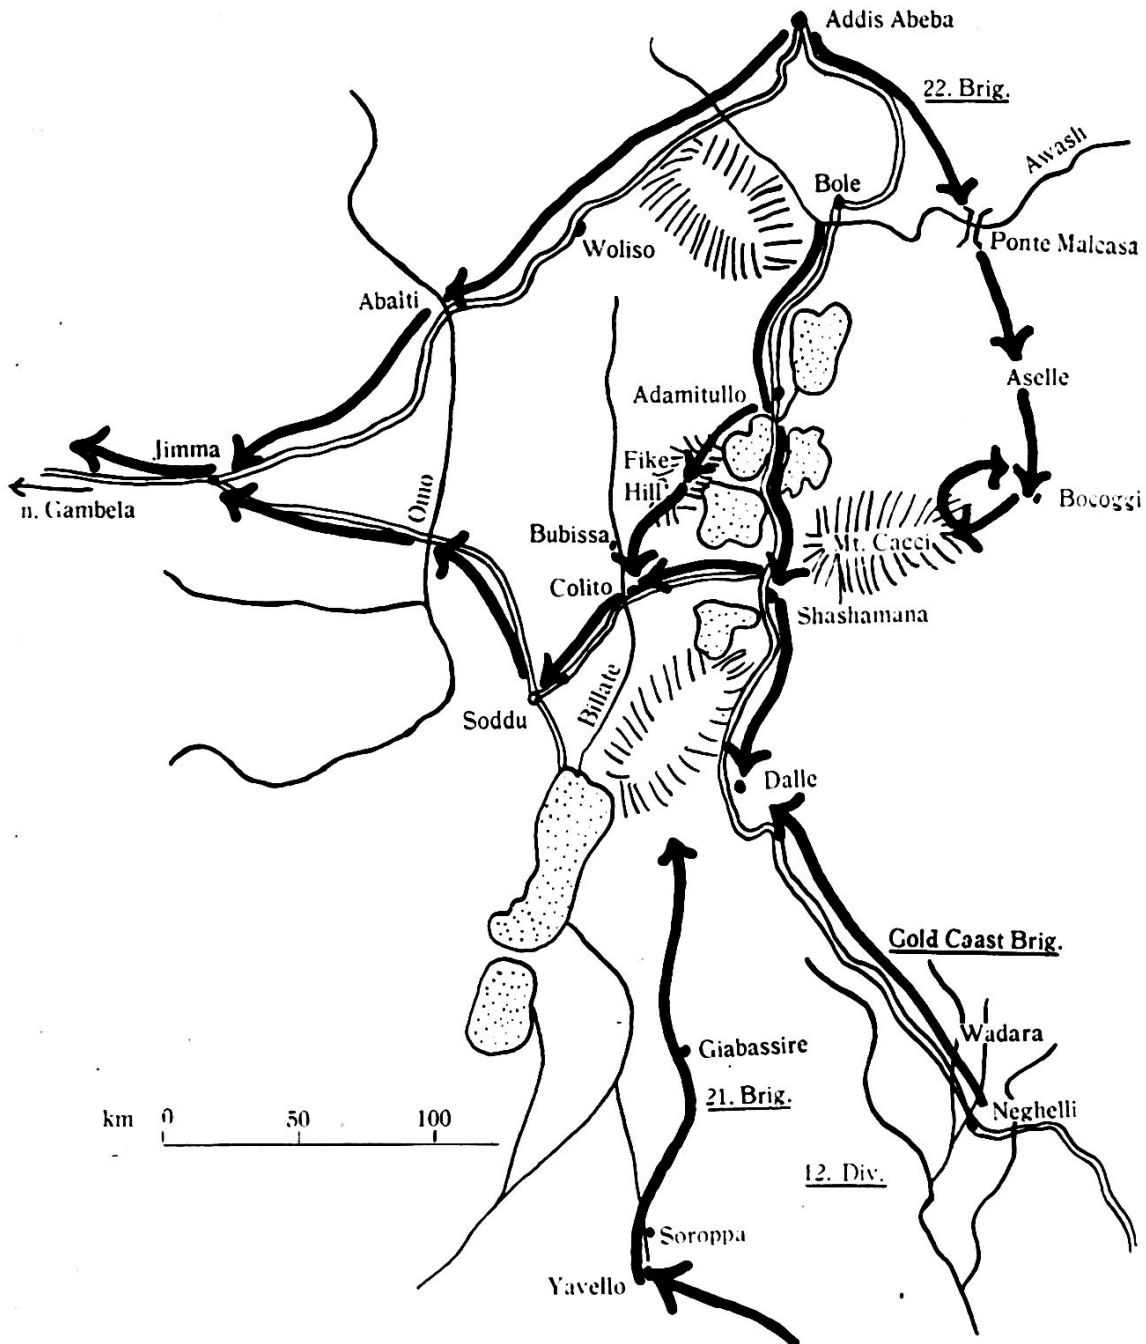 Addis Abeba
22. Brig.
Awash
Bole
Ponte Malcasa
Woliso
Abalti
Aselle
Adamitullo
Jimma
Fike
Hill
Bocoggi
n. Gambela
Omo
Bubissa
Mt. Cacci
Colito
Shashamana
Billate
Soddu
Dalle
Gold Coast Brig.
Wadara
Giabassire
21. Brig.
Neghelli
km 0 50 100
12. Div.
Soroppa
Yavello